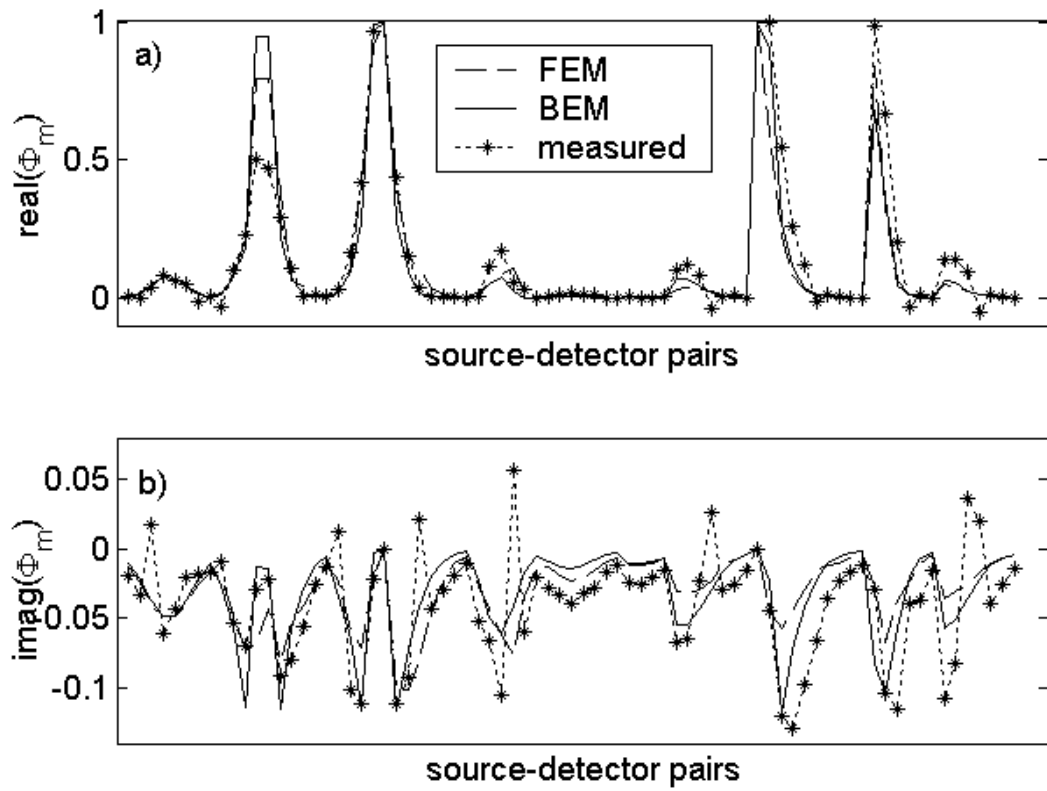 a)
1
0.5
0
real(Φm)
FEM
BEM
measured
source-detector pairs
b)
0.05
0
0.05
-0.1
imag(Φm)
source-detector pairs